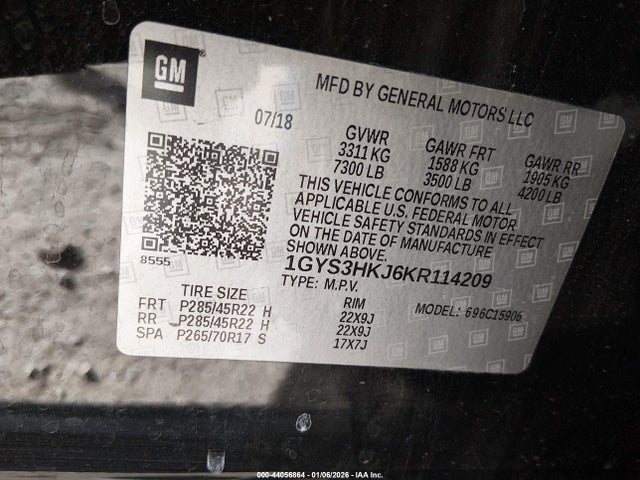 GM
MFD BY GENERAL MOTORS LLC
07/18
GVWR GAWR FRT GAWR RR
3311 KG 1588 KG 1905 KG
7300 LB 3500 LB 4200 LB
THIS VEHICLE CONFORMS TO ALL
APPLICABLE U.S. FEDERAL MOTOR
VEHICLE SAFETY STANDARDS IN EFFECT
ON THE DATE OF MANUFACTURE
SHOWN ABOVE.
8555
1GYS3HKJ6KR114209
TYPE: M.P.V.
MODEL: 696C15906
TIRE SIZE RIM
FRT P285/45R22 H 22X9J
RR P285/45R22 H 22X9J
SPA P265/70R17 S 17X7J
000-44056864 - 01/06/2026 - IAA Inc.